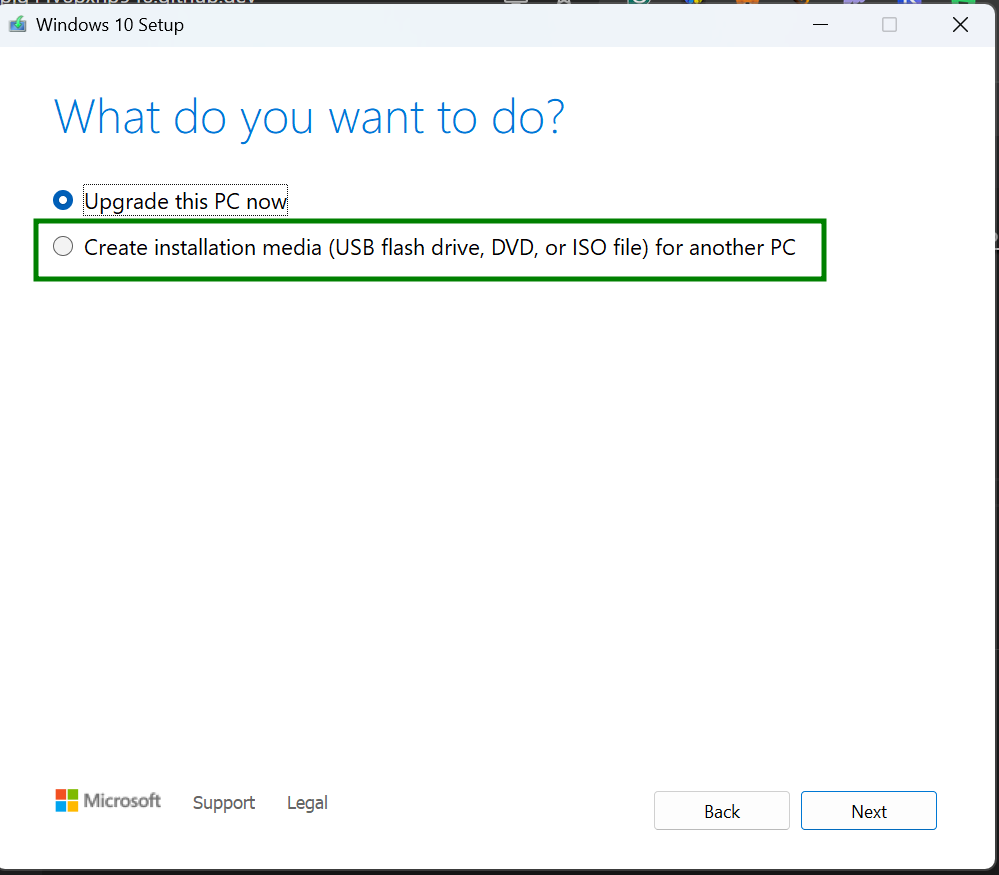 Windows 10 Setup
What do you want to do?
Upgrade this PC now
Create installation media (USB flash drive, DVD, or ISO file) for another PC
Microsoft
Support
Legal
Back
Next